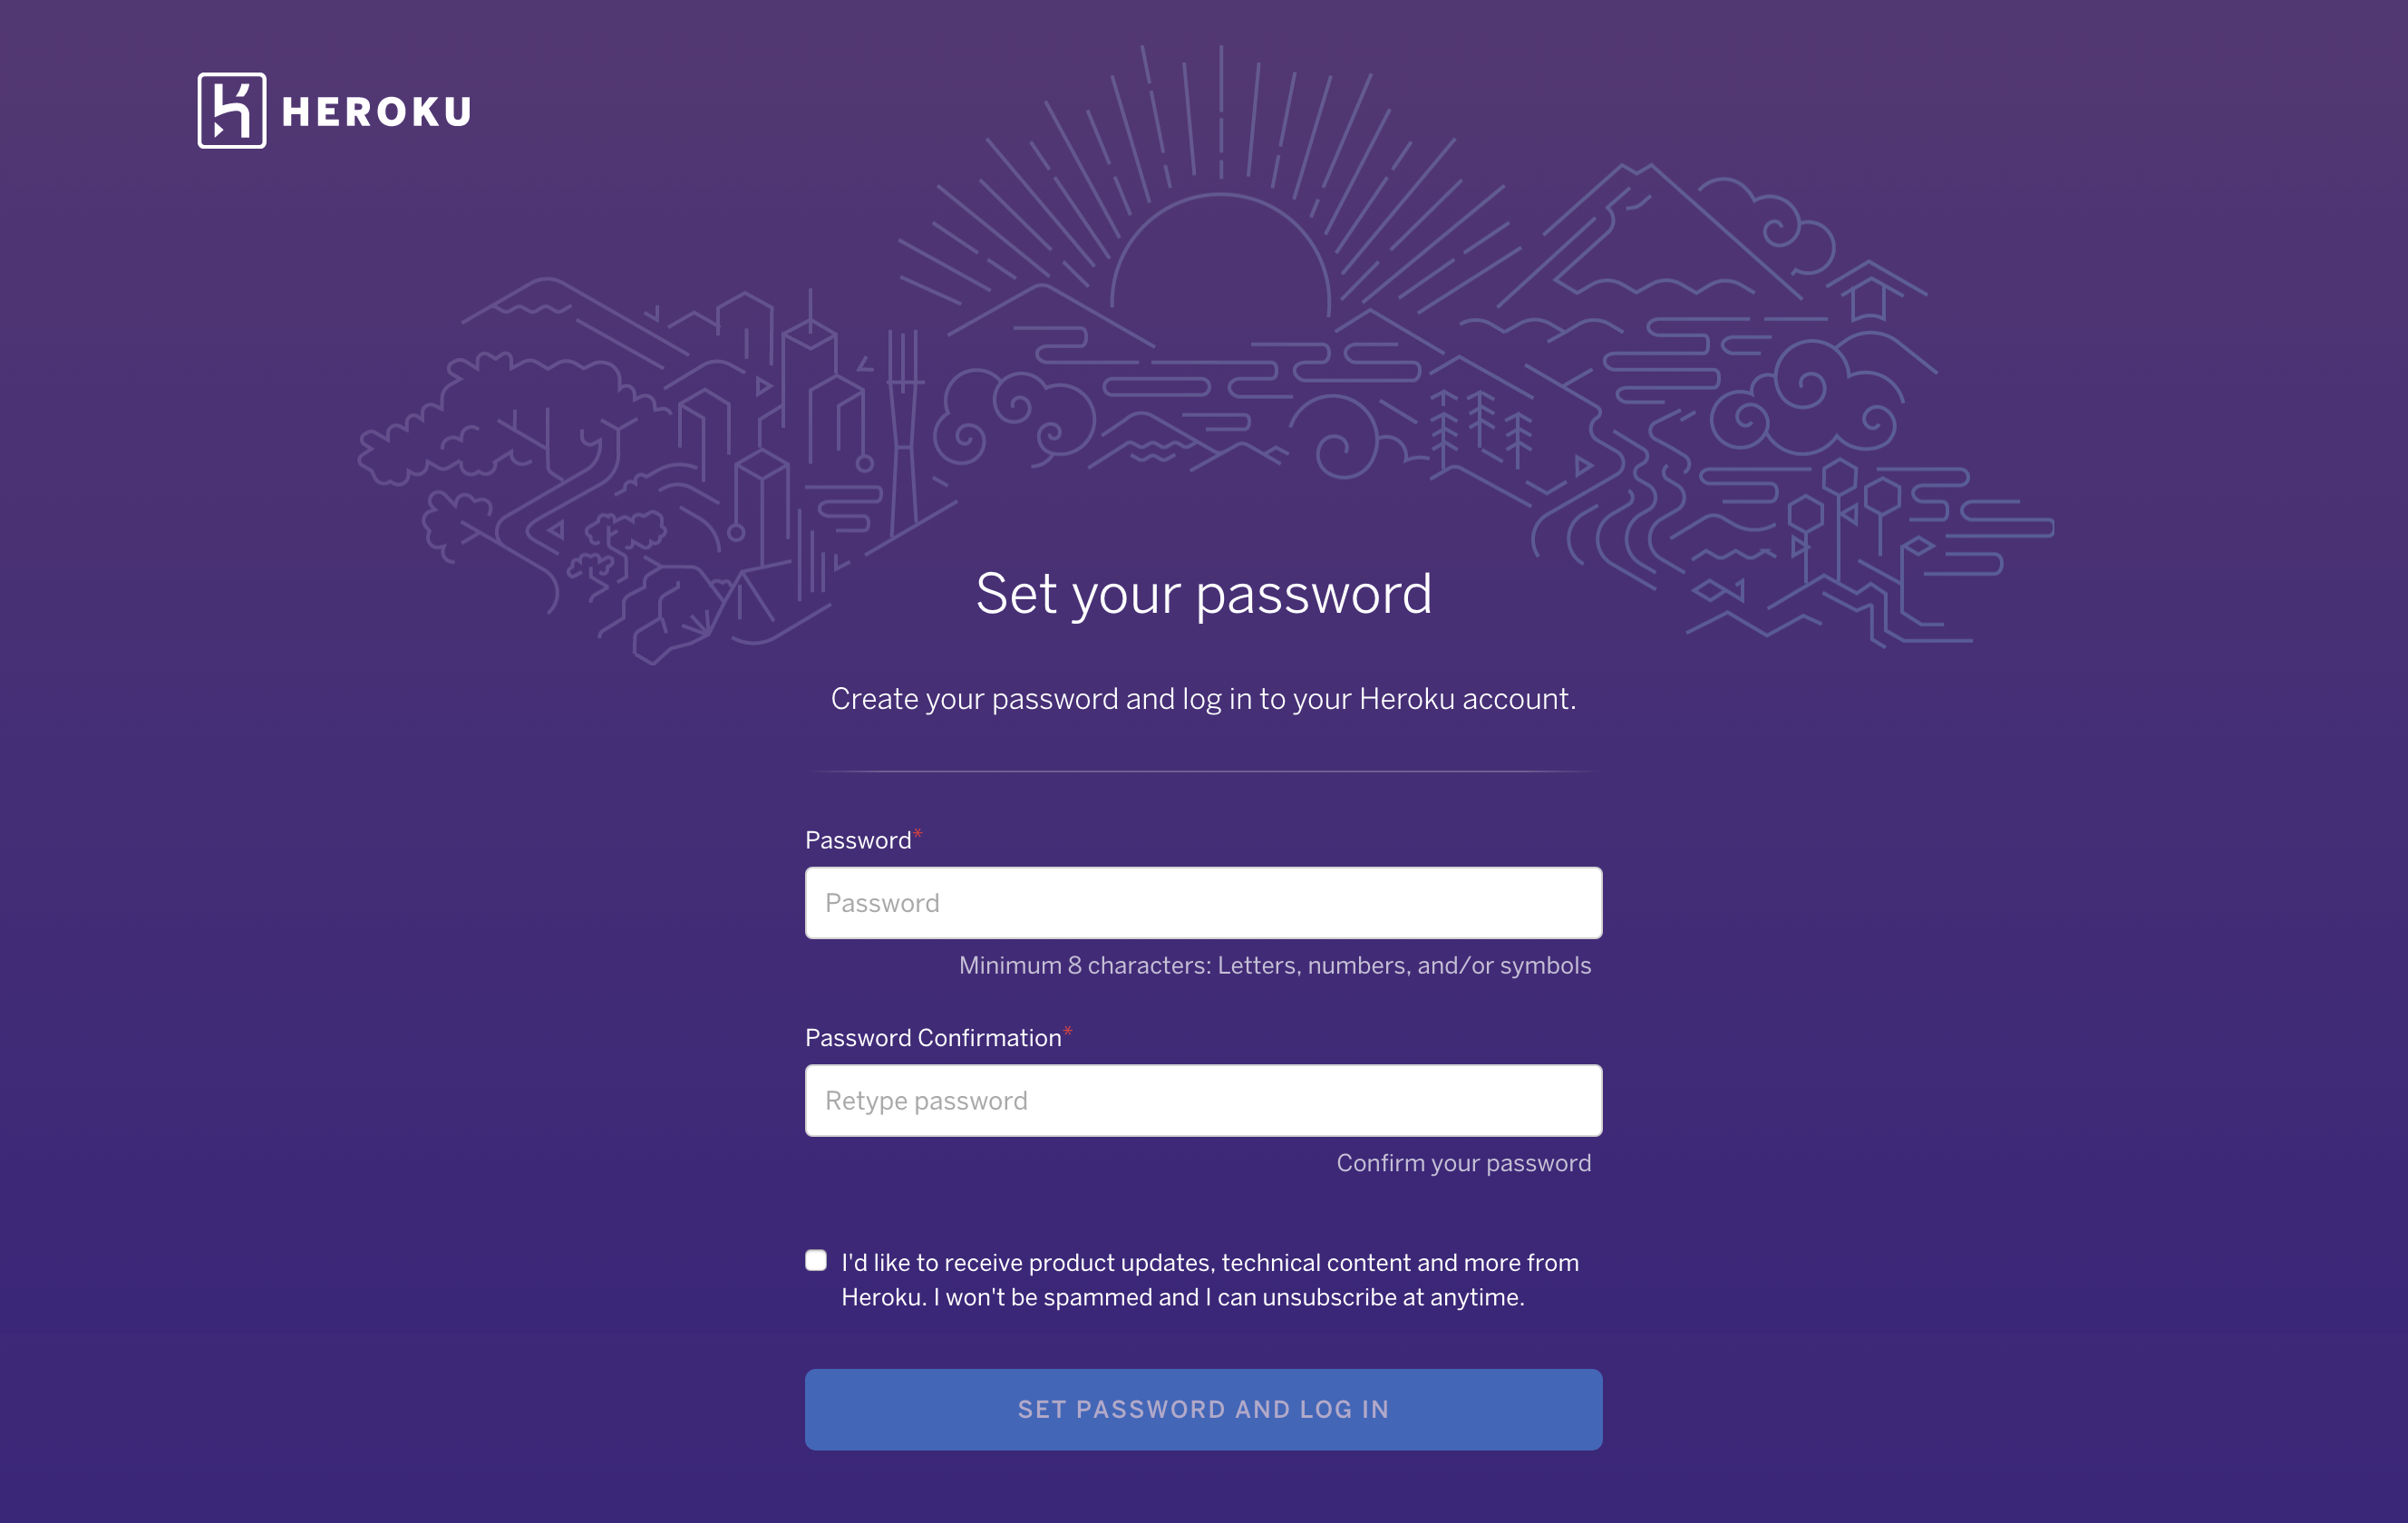 HEROKU
Set your password
Create your password and log in to your Heroku account.
Password*
Password
Minimum 8 characters: Letters, numbers, and/or symbols
Password Confirmation*
Retype password
Confirm your password
I'd like to receive product updates, technical content and more from
Heroku. I won't be spammed and I can unsubscribe at anytime.
SET PASSWORD AND LOG IN